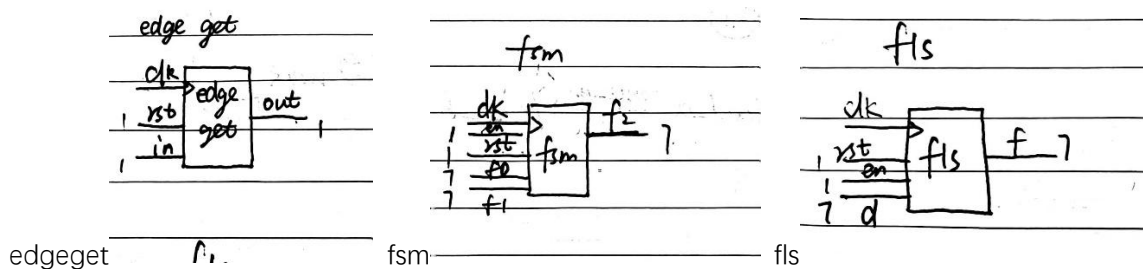 edge get
clk
rst
in
edge
get
out
1
1
1
edgeget
fsm
clk
en
rst
f0
f1
fsm
f2
1
1
7
7
7
fsm
fls
clk
rst
en
d
fls
f
1
1
7
7
fls